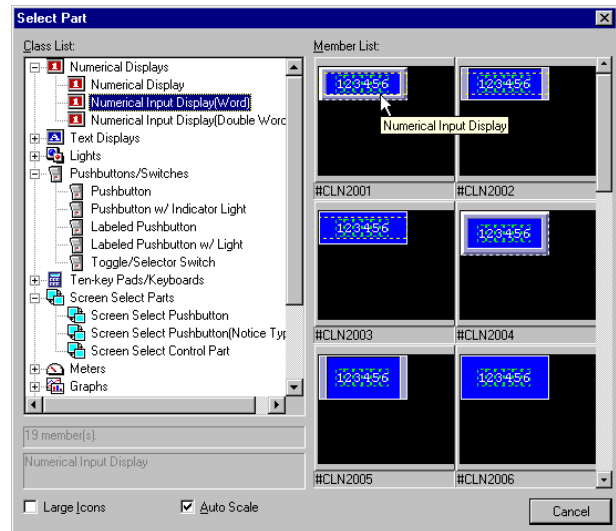 Select Part
Class List:
Numerical Displays
Numerical Display
Numerical Input Display(Word)
Numerical Input Display(Double Word
Text Displays
Lights
Pushbuttons/Switches
Pushbutton
Pushbutton w/ Indicator Light
Labeled Pushbutton
Labeled Pushbutton w/ Light
Toggle/Selector Switch
Ten-key Pads/Keyboards
Screen Select Parts
Screen Select Pushbutton
Screen Select Pushbutton(Notice Typ
Screen Select Control Part
Meters
Graphs
19 member(s).
Numerical Input Display
Large Icons
Auto Scale
Member List:
123456 123456
Numerical Input Display
#CLN2001 #CLN2002
123456 123456
#CLN2003 #CLN2004
123456 123456
#CLN2005 #CLN2006
Cancel